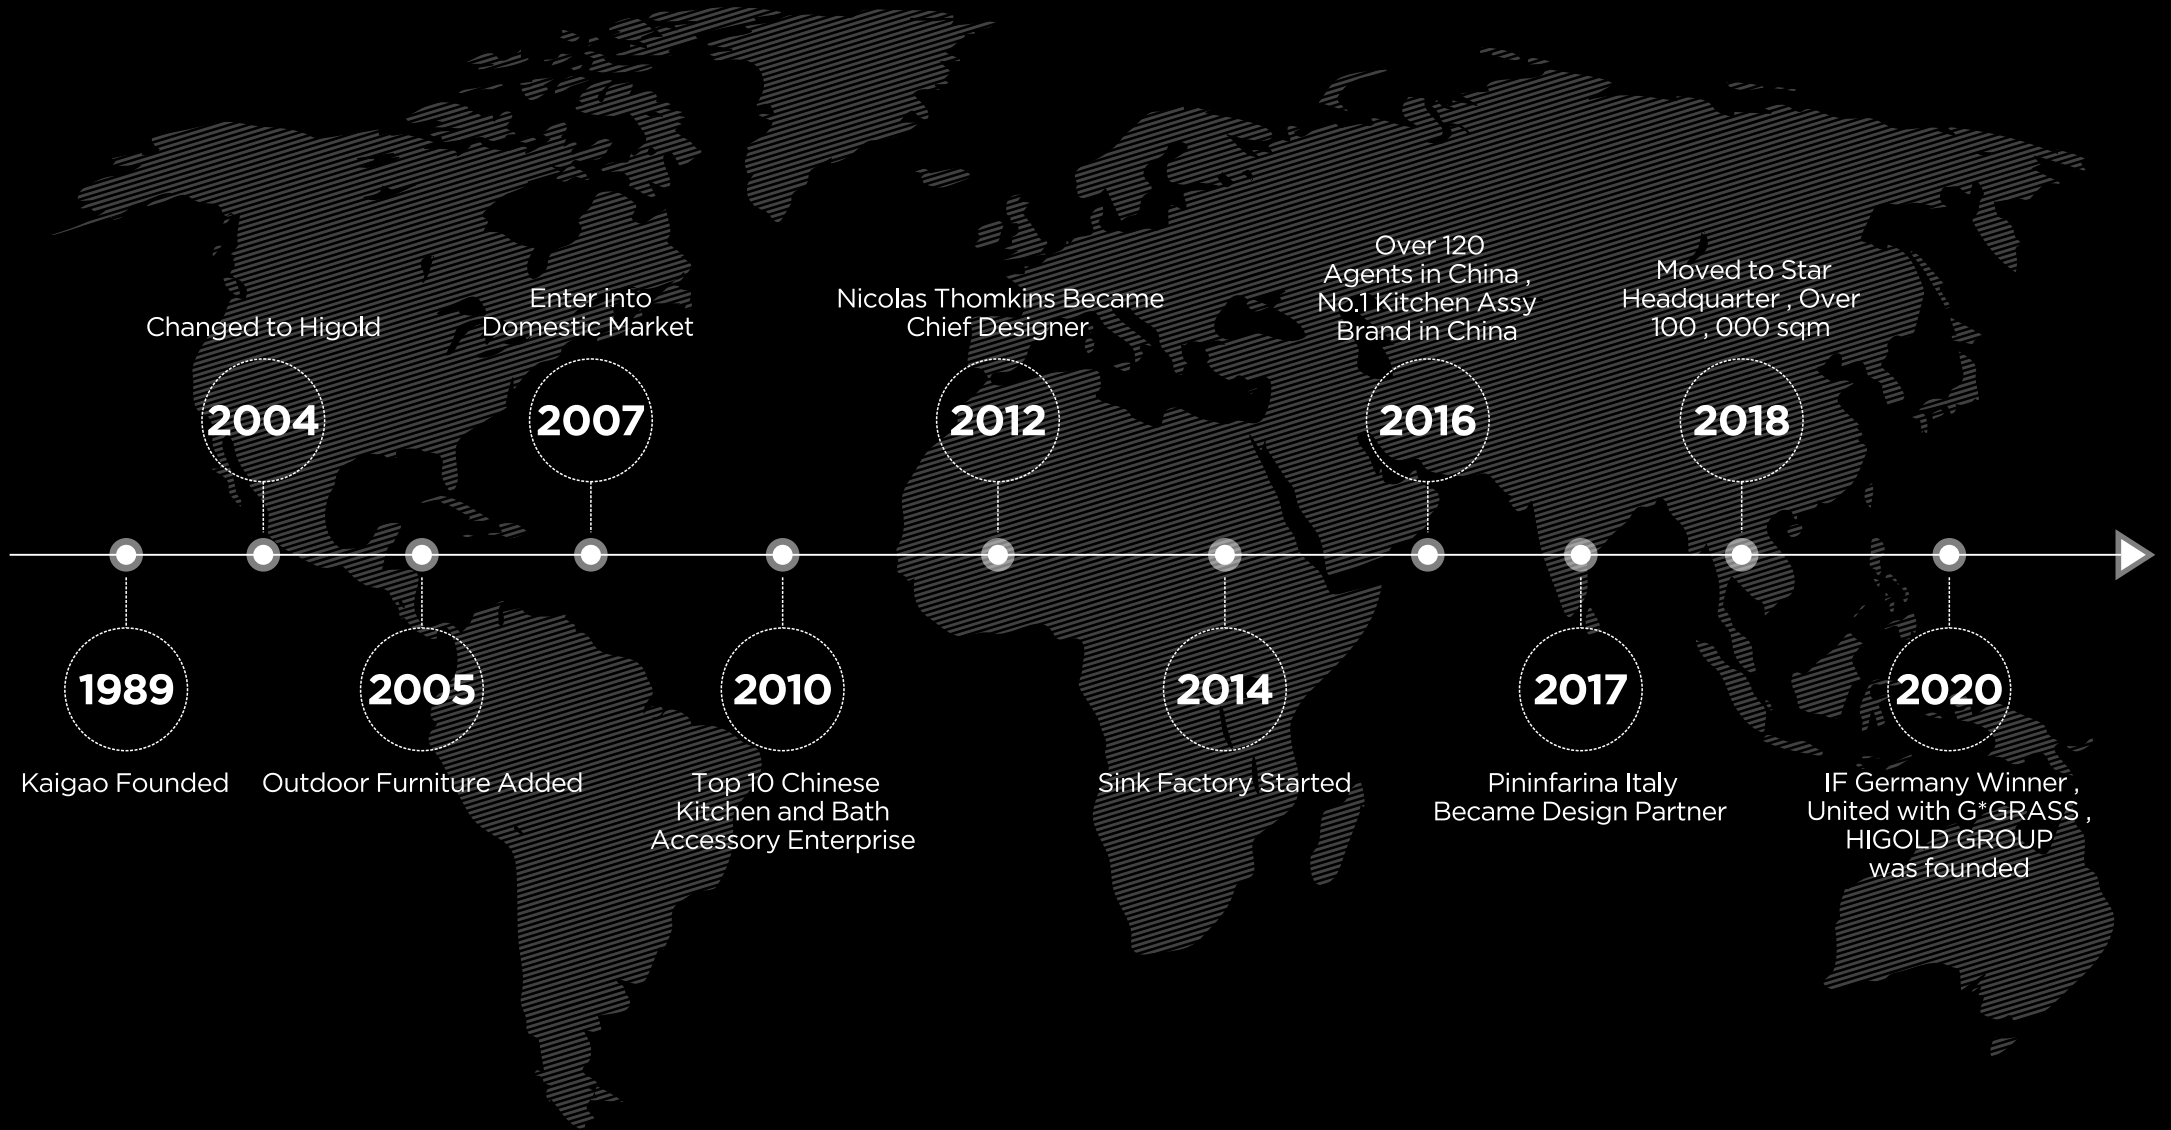 Changed to Higold
2004
Enter into
Domestic Market
2007
Nicolas Thomkins Became
Chief Designer
2012
Over 120
Agents in China ,
No.1 Kitchen Assy
Brand in China
2016
Moved to Star
Headquarter , Over
100 , 000 sqm
2018
1989
Kaigao Founded
2005
Outdoor Furniture Added
2010
Top 10 Chinese
Kitchen and Bath
Accessory Enterprise
2014
Sink Factory Started
2017
Pininfarina Italy
Became Design Partner
2020
IF Germany Winner ,
United with G*GRASS ,
HIGOLD GROUP
was founded